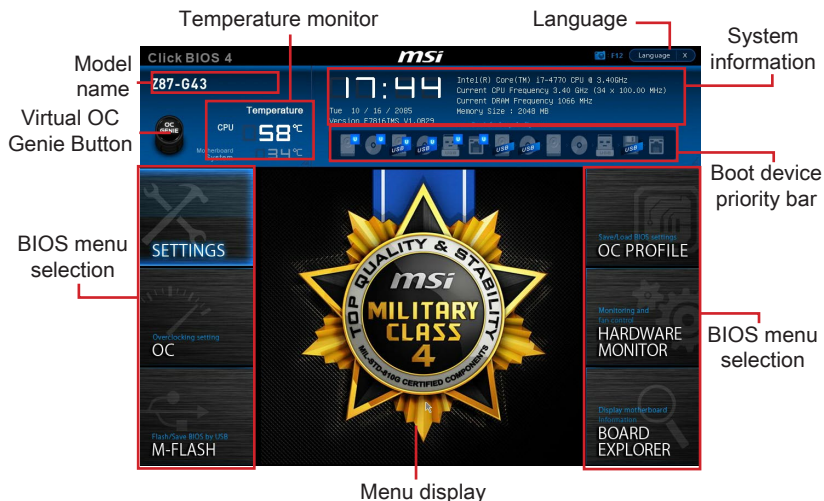 Temperature monitor
Language
System
information
Model
name
Virtual OC
Genie Button
Click BIOS 4
msi
F12
Language
X
Z87-G43
OC
GENIE
Temperature
CPU
58°C
Motherboard
System
34°C
17:44
Tue 10 / 16 / 2085
Version E7816IMS V1.0B29
Intel(R) Core(TM) i7-4770 CPU @ 3.40GHz
Current CPU Frequency 3.40 GHz (34 x 100.00 MHz)
Current DRAM Frequency 1066 MHz
Memory Size : 2048 MB
U
U
USB U
USB U
U
U
USB
USB
USB
Boot device
priority bar
BIOS menu
selection
SETTINGS
Overclocking setting
OC
Flash/Save BIOS by USB
M-FLASH
TOP QUALITY & STABILITY
msi
MILITARY
CLASS
4
MIL-STD-810G CERTIFIED COMPONENTS
Save/Load BIOS settings
OC PROFILE
Monitoring and
Fan control
HARDWARE
MONITOR
Display motherboard
Information
BOARD
EXPLORER
BIOS menu
selection
Menu display